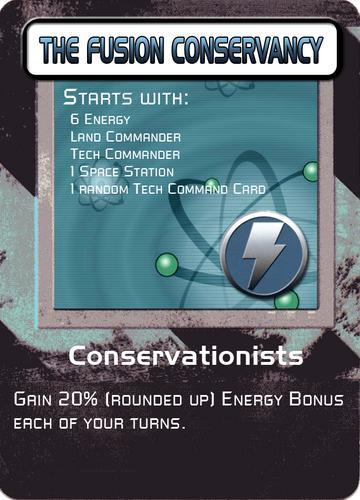 THE FUSION CONSERVANCY
STARTS WITH:
6 ENERGY
LAND COMMANDER
TECH COMMANDER
1 SPACE STATION
1 RANDOM TECH COMMAND CARD
Conservationists
GAIN 20% (ROUNDED UP) ENERGY BONUS
EACH OF YOUR TURNS.